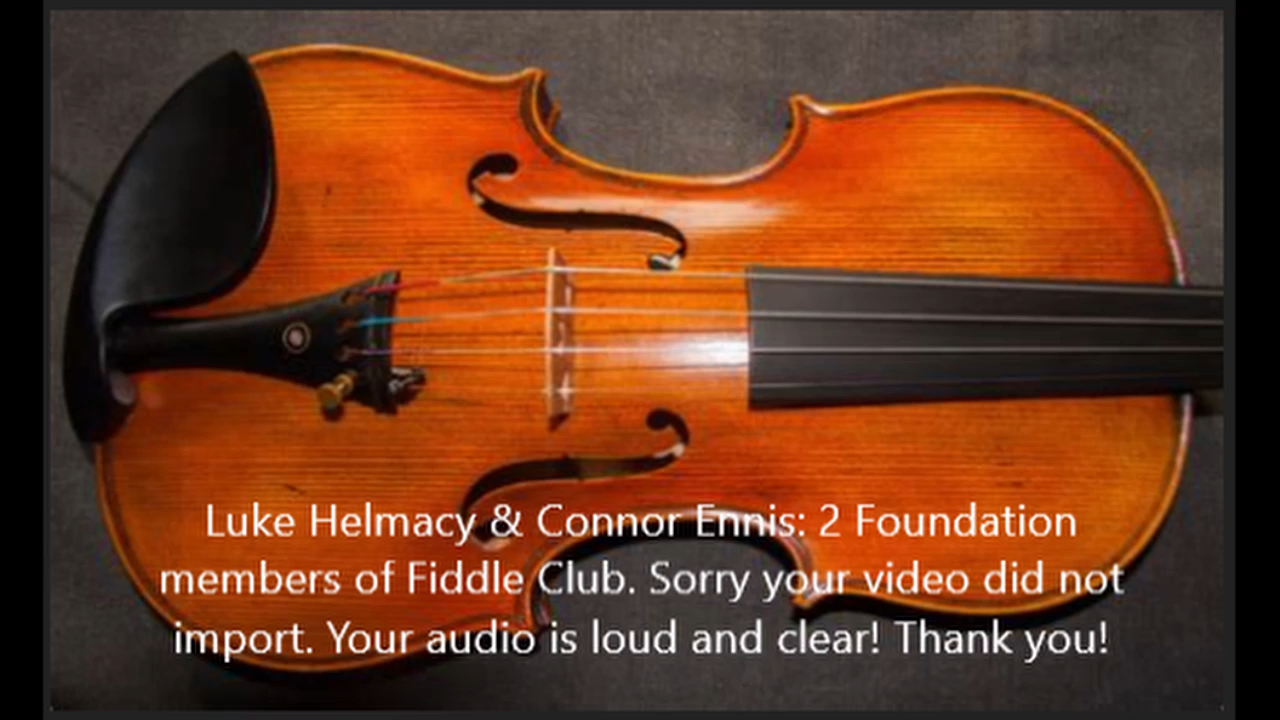 Luke Helmacy & Connor Ennis: 2 Foundation
members of Fiddle Club. Sorry your video did not
import. Your audio is loud and clear! Thank you!